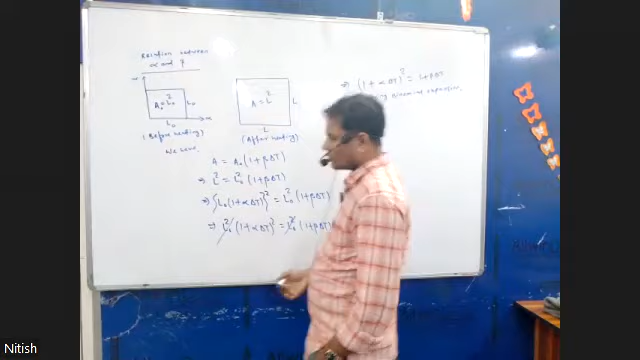 Relation between
α and β
A₀ = L₀²
L₀
L₀
(Before heating)
We have,
A = L²
L
L
(After heating)
A = A₀ (1 + βΔT)
⇒ L² = L₀² (1 + βΔT)
⇒ {L₀ (1 + αΔT)}² = L₀² (1 + βΔT)
⇒ L₀² (1 + αΔT)² = L₀² (1 + βΔT)
⇒ (1 + αΔT)² = 1 + βΔT
Binomial expansion,
Nitish